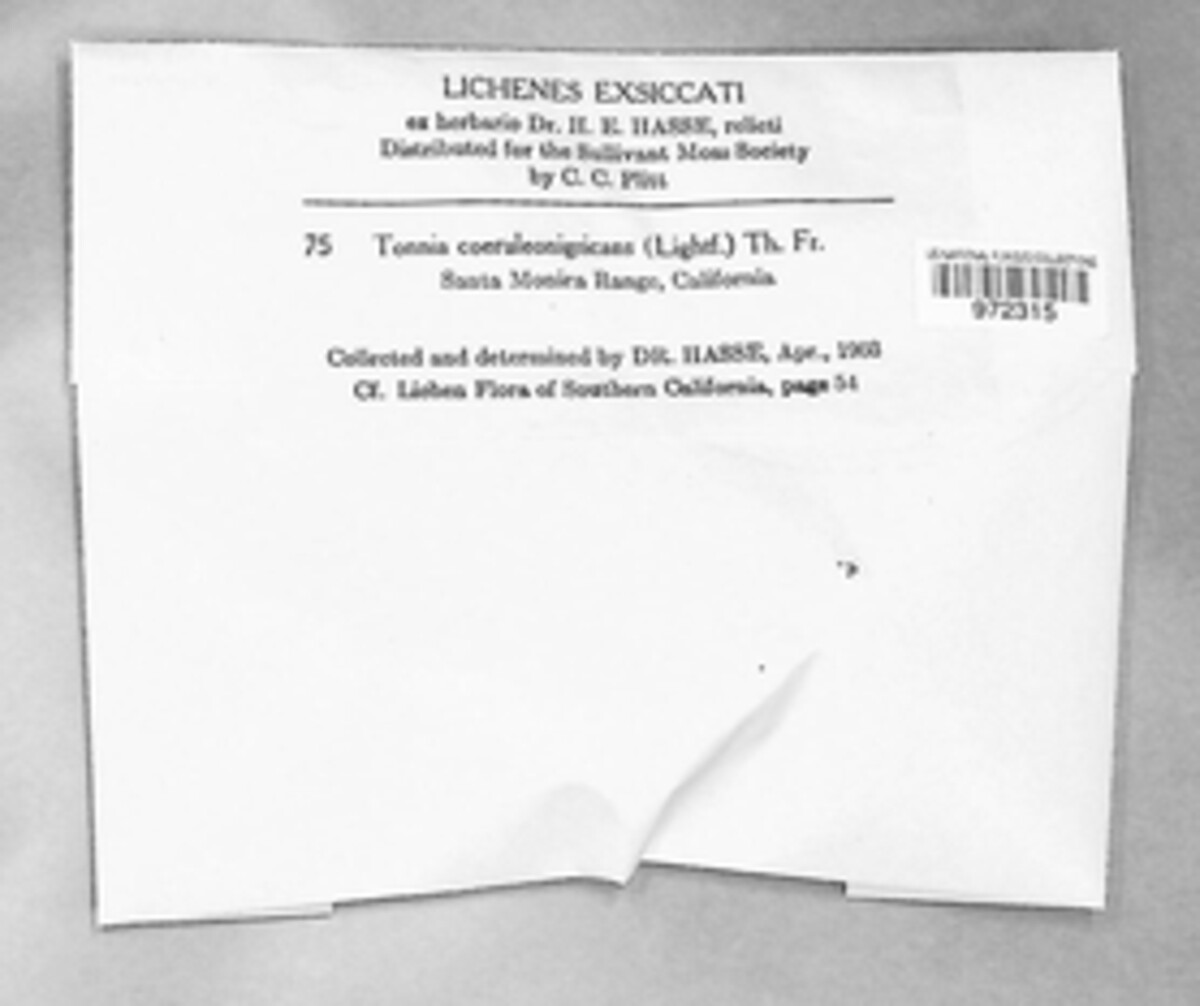 LICHENES EXSICCATI
ex herbario Dr. H. E. HASSE, relicti
Distributed for the Sullivant Moss Society
by C. C. Plitt
75 Toninia coeruleonigricans (Lightf.) Th. Fr.
Santa Monica Range, California
972315
Collected and determined by DR. HASSE, Apr., 1903
Cf. Lichen Flora of Southern California, page 54